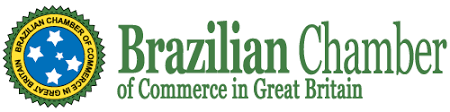 BRAZILIAN CHAMBER OF COMMERCE IN GREAT BRITAIN
Brazilian Chamber
of Commerce in Great Britain